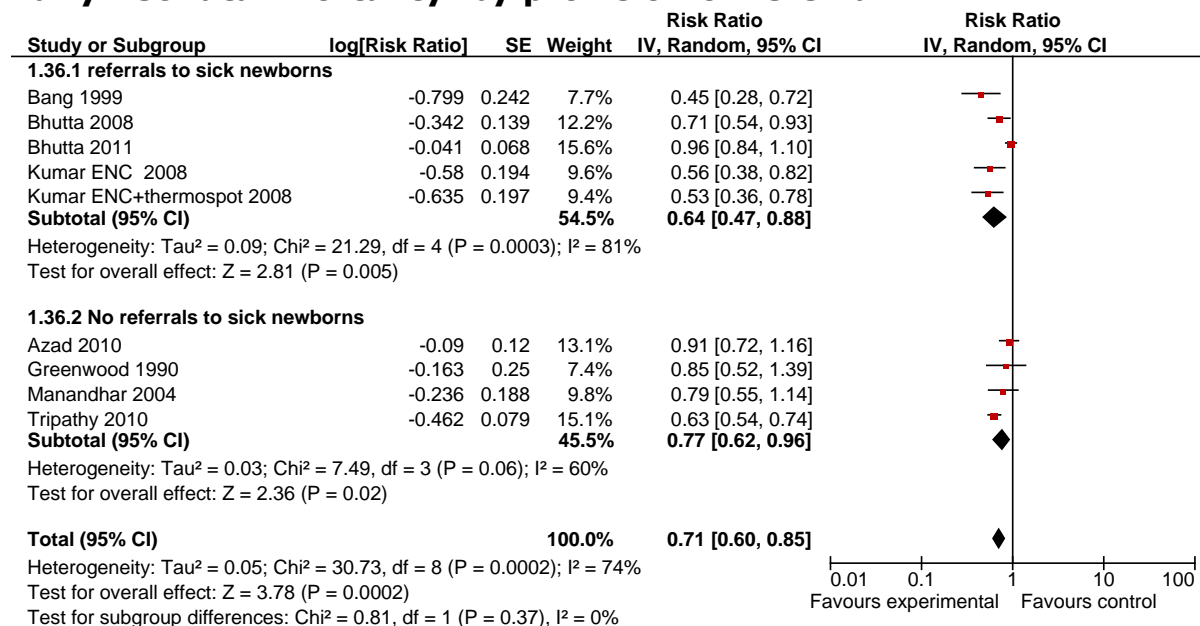 Risk Ratio Risk Ratio
Study or Subgroup log[Risk Ratio] SE Weight IV, Random, 95% CI IV, Random, 95% CI
1.36.1 referrals to sick newborns
Bang 1999 -0.799 0.242 7.7% 0.45 [0.28, 0.72]
Bhutta 2008 -0.342 0.139 12.2% 0.71 [0.54, 0.93]
Bhutta 2011 -0.041 0.068 15.6% 0.96 [0.84, 1.10]
Kumar ENC 2008 -0.58 0.194 9.6% 0.56 [0.38, 0.82]
Kumar ENC+thermospot 2008 -0.635 0.197 9.4% 0.53 [0.36, 0.78]
Subtotal (95% CI) 54.5% 0.64 [0.47, 0.88]
Heterogeneity: Tau² = 0.09; Chi² = 21.29, df = 4 (P = 0.0003); I² = 81%
Test for overall effect: Z = 2.81 (P = 0.005)
1.36.2 No referrals to sick newborns
Azad 2010 -0.09 0.12 13.1% 0.91 [0.72, 1.16]
Greenwood 1990 -0.163 0.25 7.4% 0.85 [0.52, 1.39]
Manandhar 2004 -0.236 0.188 9.8% 0.79 [0.55, 1.14]
Tripathy 2010 -0.462 0.079 15.1% 0.63 [0.54, 0.74]
Subtotal (95% CI) 45.5% 0.77 [0.62, 0.96]
Heterogeneity: Tau² = 0.03; Chi² = 7.49, df = 3 (P = 0.06); I² = 60%
Test for overall effect: Z = 2.36 (P = 0.02)
Total (95% CI) 100.0% 0.71 [0.60, 0.85]
Heterogeneity: Tau² = 0.05; Chi² = 30.73, df = 8 (P = 0.0002); I² = 74%
Test for overall effect: Z = 3.78 (P = 0.0002)
Test for subgroup differences: Chi² = 0.81, df = 1 (P = 0.37), I² = 0%
0.01 0.1 1 10 100
Favours experimental Favours control